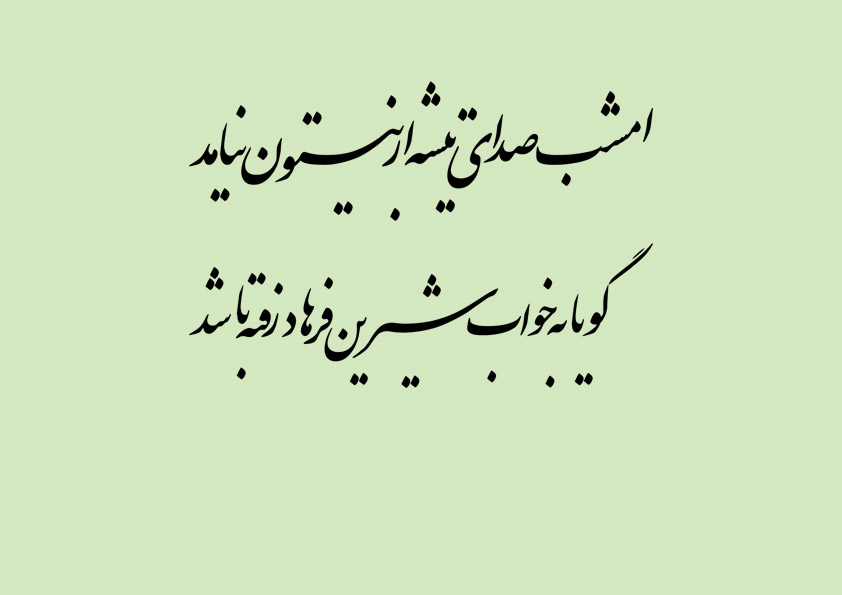 امشب صدای تیشه از بیستون نیامد
گویا به خواب شیرین فرهاد رفته باشد